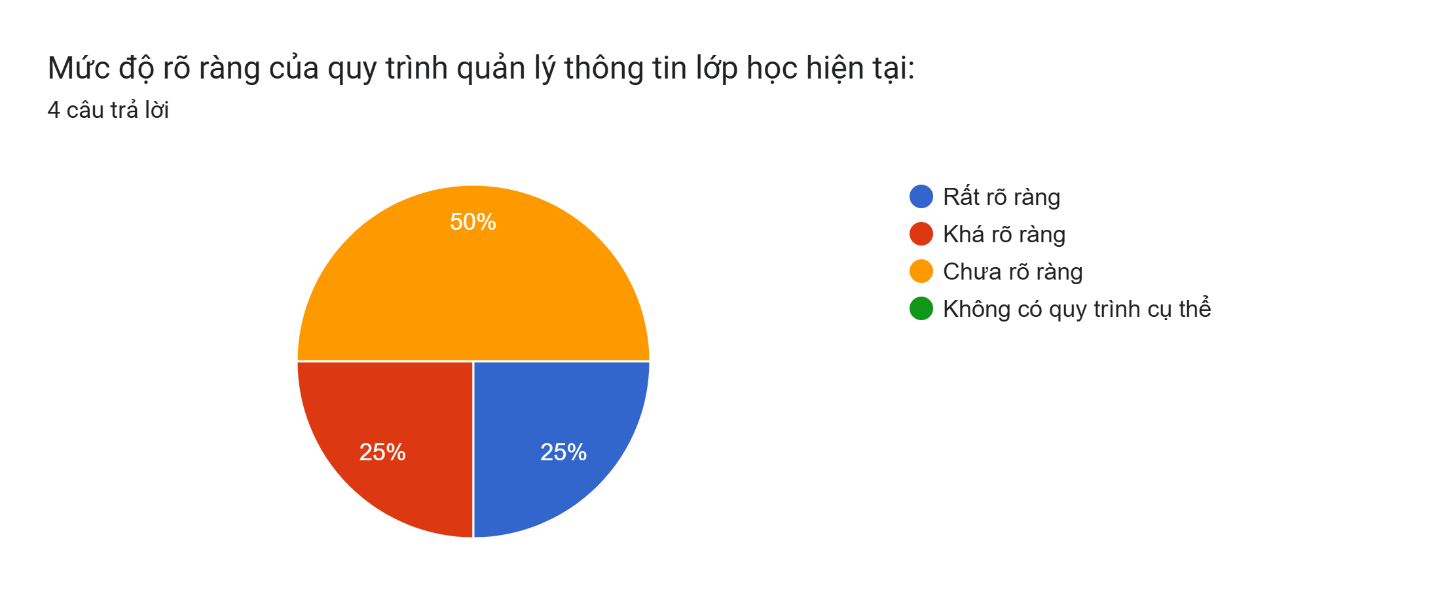 Mức độ rõ ràng của quy trình quản lý thông tin lớp học hiện tại:
4 câu trả lời
50%
25%
25%
Rất rõ ràng
Khá rõ ràng
Chưa rõ ràng
Không có quy trình cụ thể